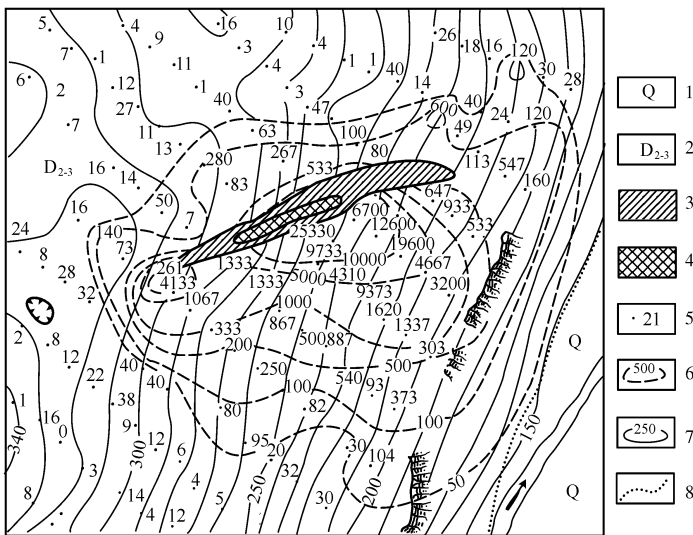 5 4 16 10
7 1 9 3 4 26 18 16 120
11 4 1 1 30
6 2 12 1 3 40 14 40 28
27 40 47 600 24 120
7 11 63 100 49
13 267 80
D₂₋₃ 16 280 533 113 547
14 83 647 160
16 50 7 6700 933
24 40 25330 12600 533
73 9733 19600
8 261 1333 10000 4667
28 4133 1333 5000 4310 3200
32 1067 1000 9373
1620
2 333 867 1337
8 200 500 887 303
12 40 250 500
22 40 100 540 93 373
1 38 80 82 100 150
16 9
0 12 95 30
340 300 6 20 104
3 32 50
8 14 4 250 200
5 30
4 12
Q
Q
Q 1
D₂₋₃ 2
3
4
· 21 5
500 6
250 7
8